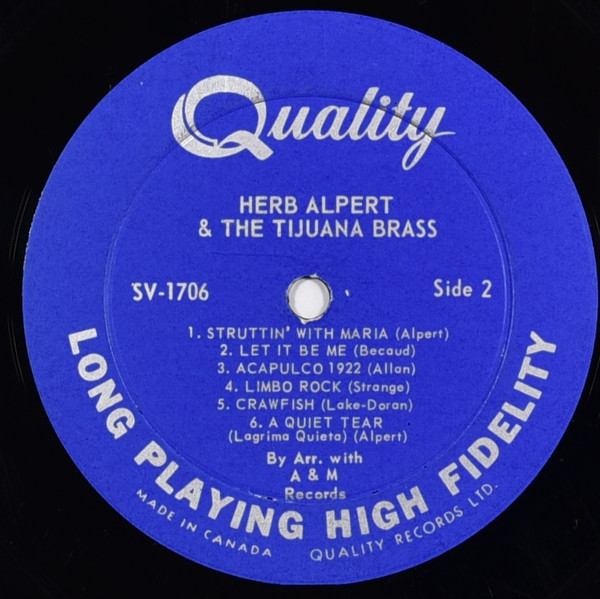 Quality
HERB ALPERT
& THE TIJUANA BRASS
SV-1706
Side 2
1. STRUTTIN' WITH MARIA (Alpert)
2. LET IT BE ME (Becaud)
3. ACAPULCO 1922 (Allan)
4. LIMBO ROCK (Strange)
5. CRAWFISH (Lake-Doran)
6. A QUIET TEAR
(Lagrima Quieta) (Alpert)
By Arr. with
A & M
Records
LONG PLAYING HIGH FIDELITY
MADE IN CANADA
QUALITY RECORDS LTD.